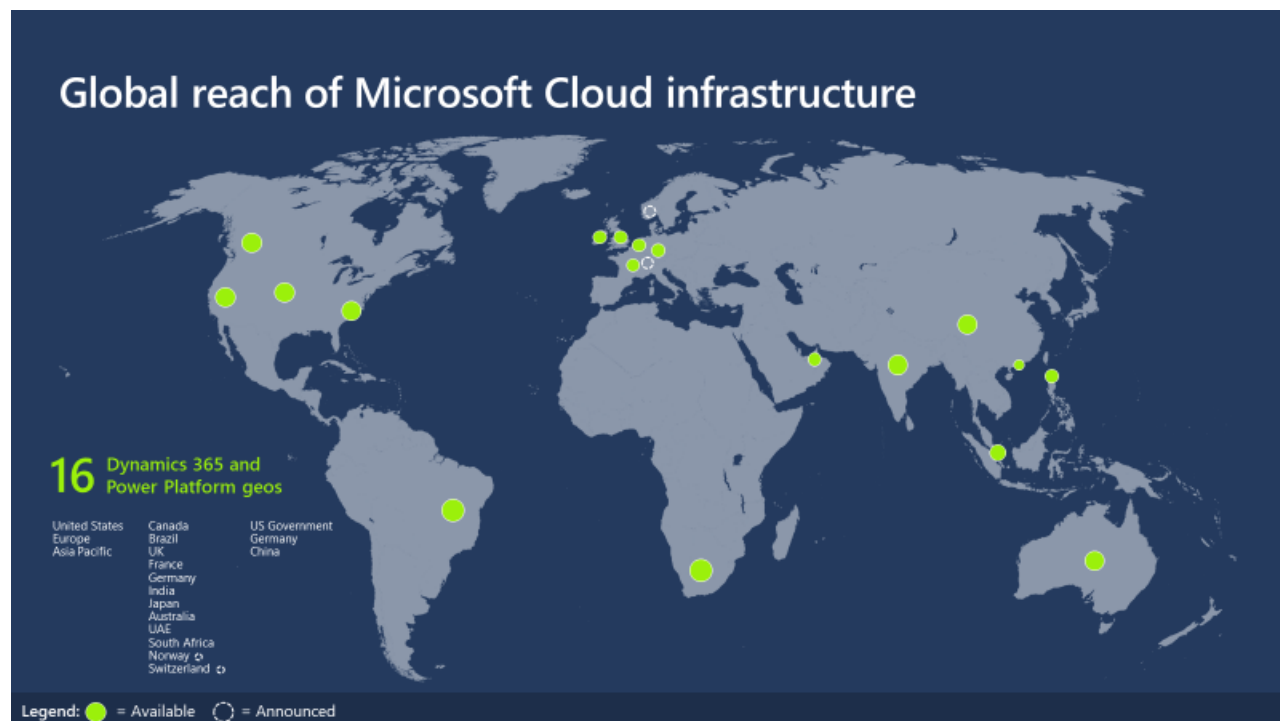 Global reach of Microsoft Cloud infrastructure
16
Dynamics 365 and
Power Platform geos
United States
Europe
Asia Pacific
Canada
Brazil
UK
France
Germany
India
Japan
Australia
UAE
South Africa
Norway
Switzerland
US Government
Germany
China
Legend: = Available = Announced